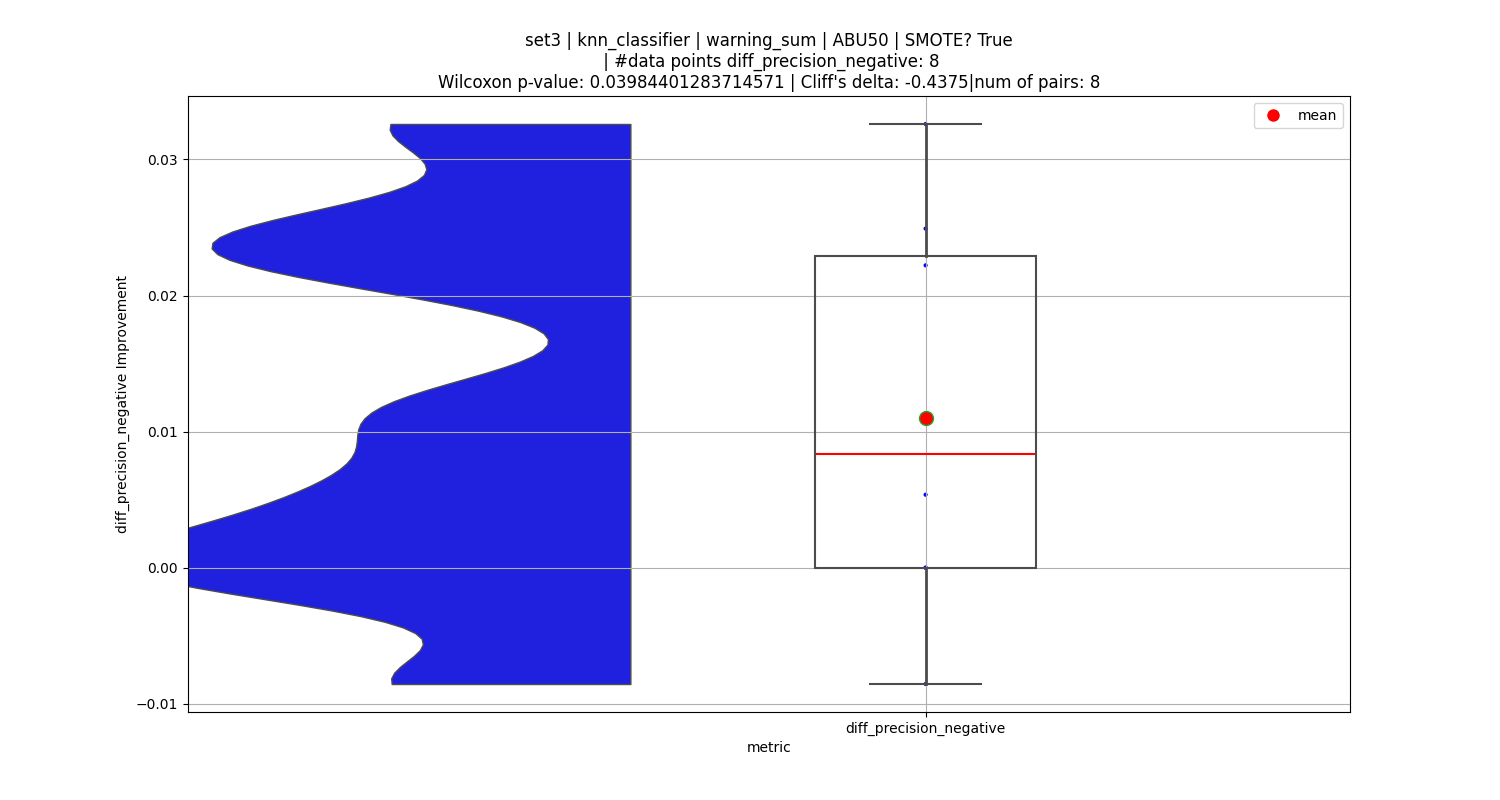 set3 | knn_classifier | warning_sum | ABU50 | SMOTE? True
| #data points diff_precision_negative: 8
Wilcoxon p-value: 0.03984401283714571 | Cliff's delta: -0.4375|num of pairs: 8
mean
0.03
0.02
0.01
0.00
−0.01
diff_precision_negative Improvement
diff_precision_negative
metric